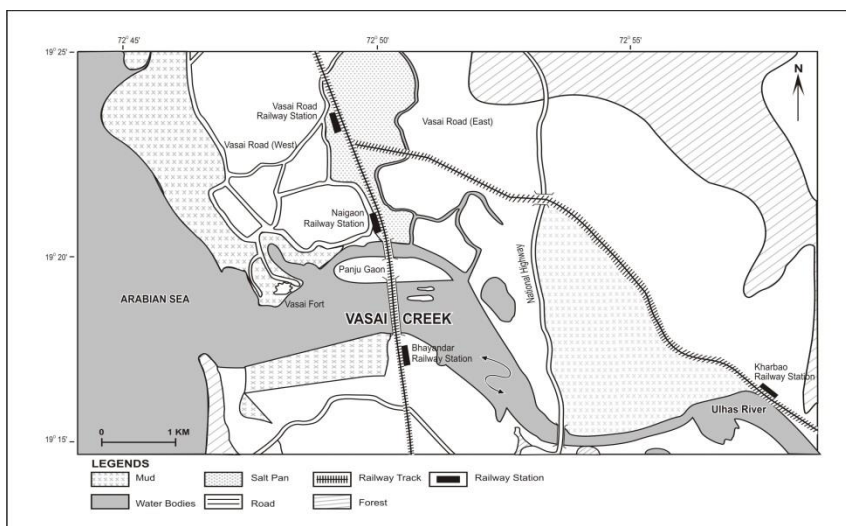 72° 45'
72° 50'
72° 55'
19° 25'
N
Vasai Road
Railway Station
Vasai Road (West)
Vasai Road (East)
Naigaon
Railway Station
19° 20'
Panju Gaon
National Highway
ARABIAN SEA
Vasai Fort
VASAI CREEK
Bhayandar
Railway Station
Kharbao
Railway Station
Ulhas River
19° 15'
0 1 KM
LEGENDS
Mud
Salt Pan
Railway Track
Railway Station
Water Bodies
Road
Forest